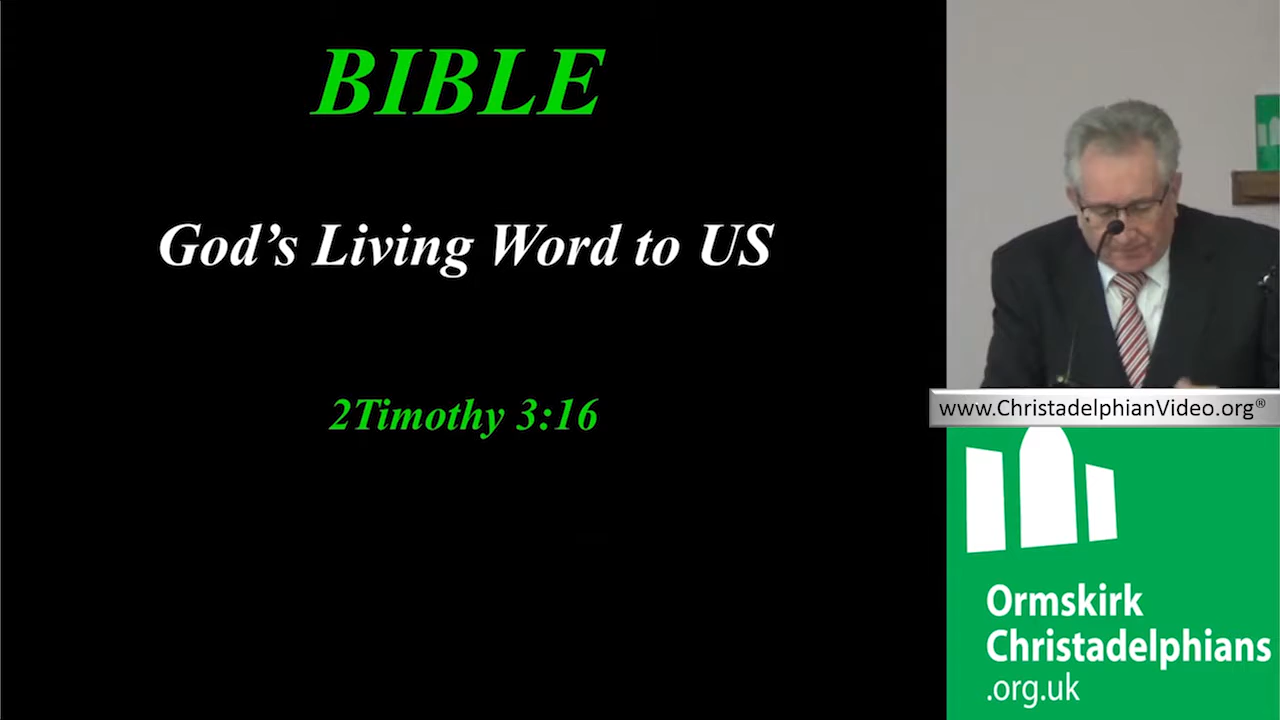 BIBLE
God’s Living Word to US
2Timothy 3:16
www.ChristadelphianVideo.org®
Ormskirk
Christadelphians
.org.uk